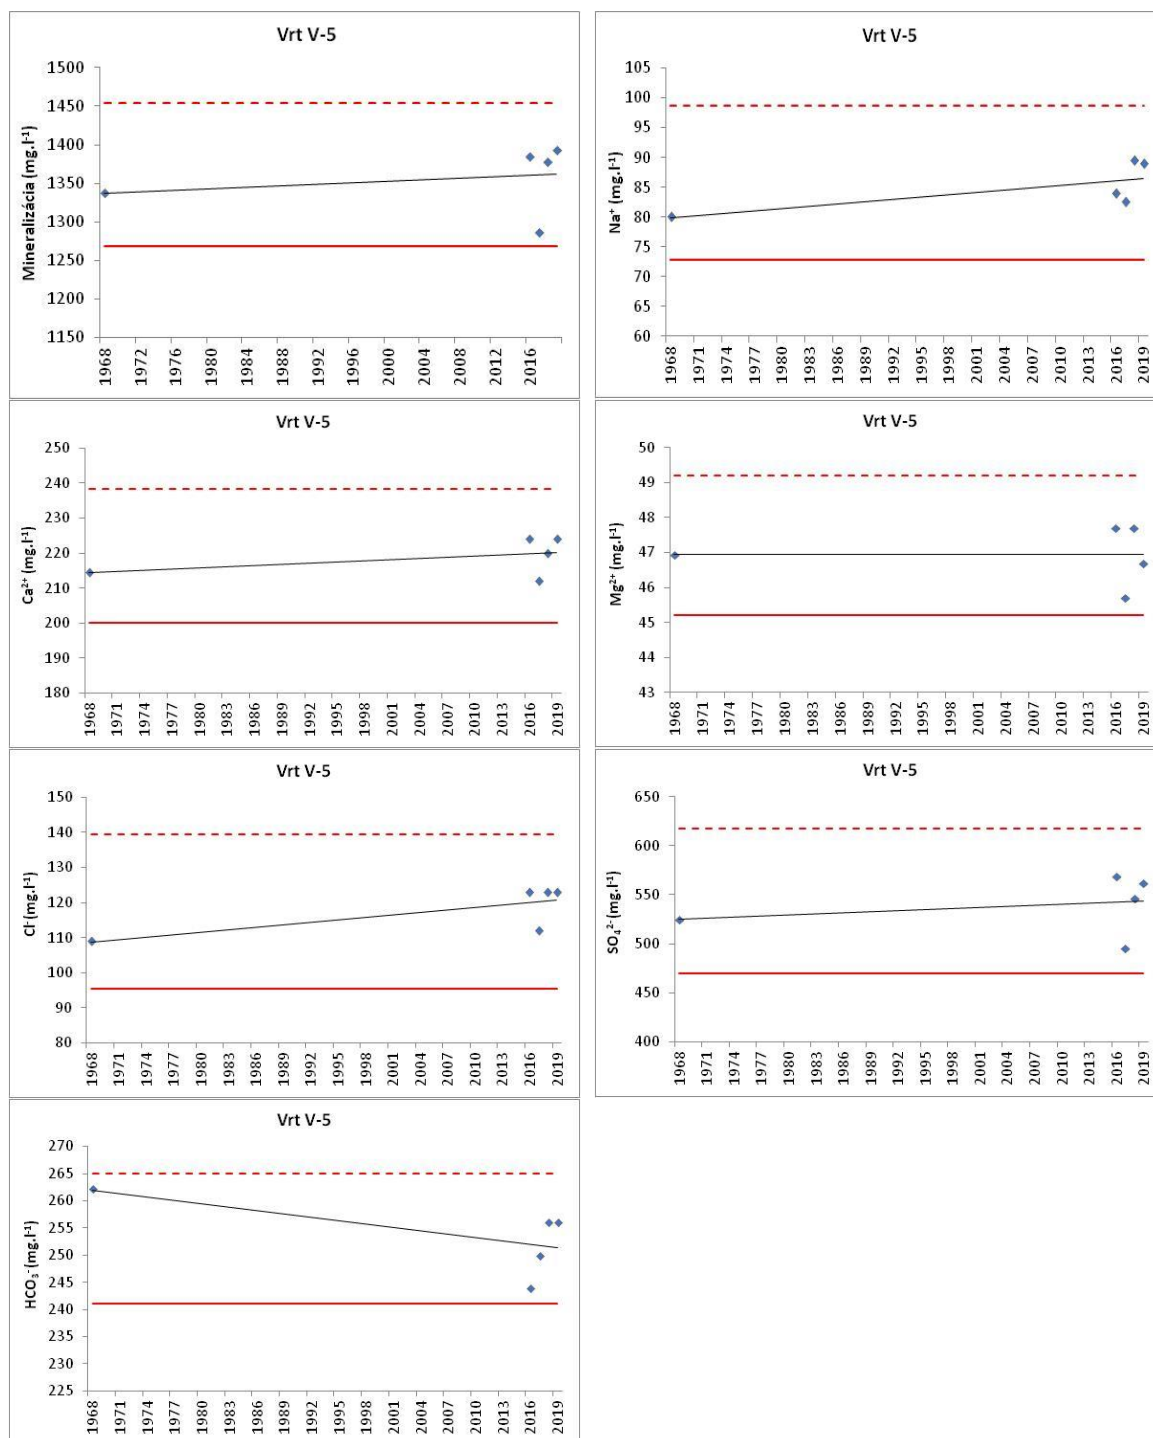 Vrt V-5
Mineralizácia (mg.l⁻¹)
1500
1450
1400
1350
1300
1250
1200
1150
1968 1972 1976 1980 1984 1988 1992 1996 2000 2004 2008 2012 2016
Vrt V-5
Na⁺ (mg.l⁻¹)
105
100
95
90
85
80
75
70
65
60
1968 1971 1974 1977 1980 1983 1986 1989 1992 1995 1998 2001 2004 2007 2010 2013 2016 2019
Vrt V-5
Ca²⁺ (mg.l⁻¹)
250
240
230
220
210
200
190
180
1968 1971 1974 1977 1980 1983 1986 1989 1992 1995 1998 2001 2004 2007 2010 2013 2016 2019
Vrt V-5
Mg²⁺ (mg.l⁻¹)
50
49
48
47
46
45
44
43
1968 1971 1974 1977 1980 1983 1986 1989 1992 1995 1998 2001 2004 2007 2010 2013 2016 2019
Vrt V-5
Cl⁻(mg.l⁻¹)
150
140
130
120
110
100
90
80
1968 1971 1974 1977 1980 1983 1986 1989 1992 1995 1998 2001 2004 2007 2010 2013 2016 2019
Vrt V-5
SO₄²⁻ (mg.l⁻¹)
650
600
550
500
450
400
1968 1971 1974 1977 1980 1983 1986 1989 1992 1995 1998 2001 2004 2007 2010 2013 2016 2019
Vrt V-5
HCO₃⁻ (mg.l⁻¹)
270
265
260
255
250
245
240
235
230
225
1968 1971 1974 1977 1980 1983 1986 1989 1992 1995 1998 2001 2004 2007 2010 2013 2016 2019